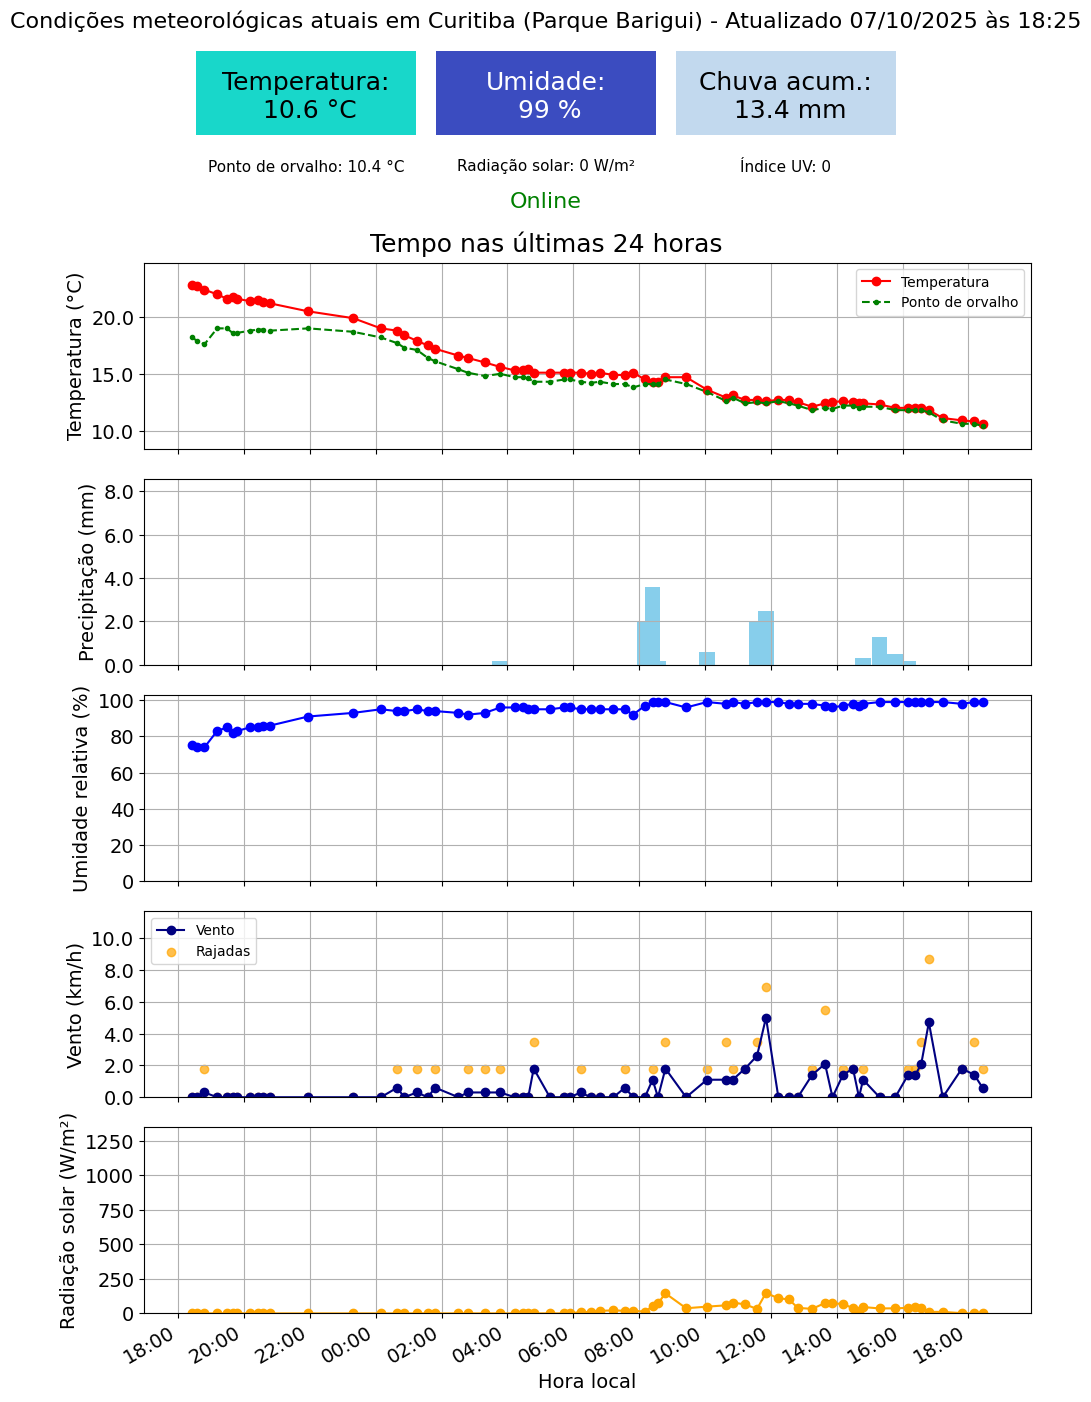 Condições meteorológicas atuais em Curitiba (Parque Barigui) - Atualizado 07/10/2025 às 18:25
Temperatura:
10.6 °C
Umidade:
99 %
Chuva acum.:
13.4 mm
Ponto de orvalho: 10.4 °C
Radiação solar: 0 W/m²
Índice UV: 0
Online
Tempo nas últimas 24 horas
Temperatura (°C)
20.0
15.0
10.0
Temperatura
Ponto de orvalho
Precipitação (mm)
8.0
6.0
4.0
2.0
0.0
Umidade relativa (%)
100
80
60
40
20
0
Vento (km/h)
10.0
8.0
6.0
4.0
2.0
0.0
Vento
Rajadas
Radiação solar (W/m²)
1250
1000
750
500
250
0
18:00
20:00
22:00
00:00
02:00
04:00
06:00
08:00
10:00
12:00
14:00
16:00
18:00
Hora local